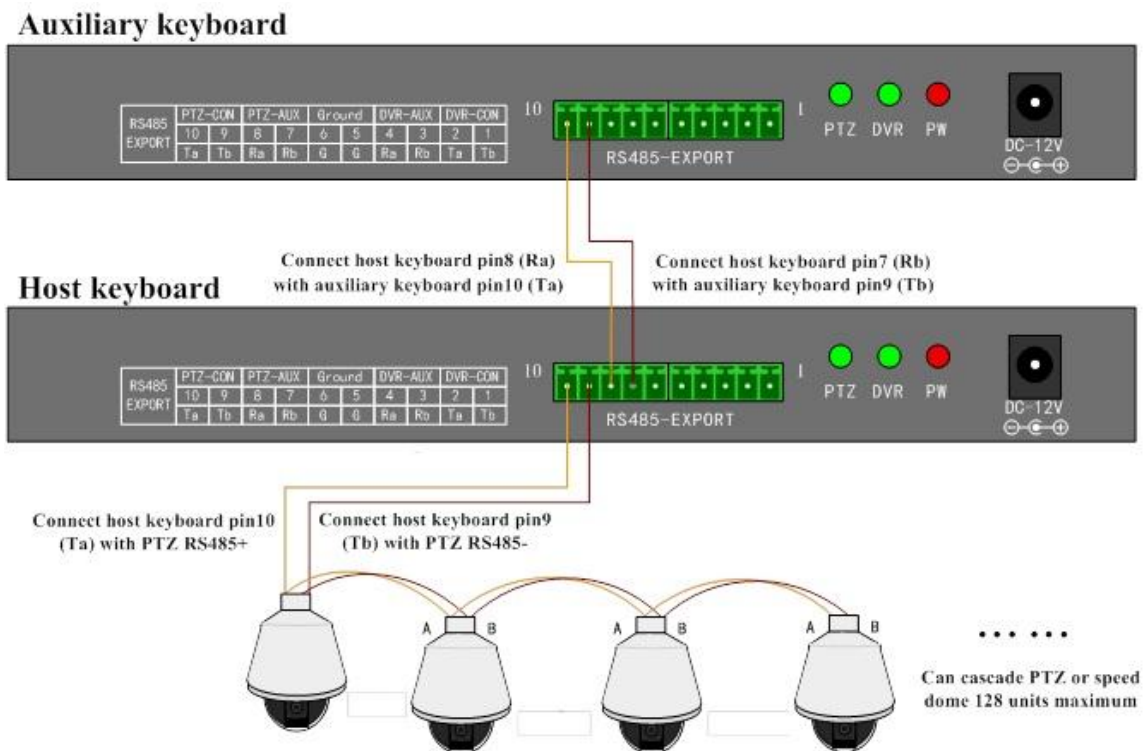 Auxiliary keyboard
RS485 EXPORT PTZ-CON PTZ-AUX Ground DVR-AUX DVR-CON
10 9 8 7 6 5 4 3 2 1
Ta Tb Ra Rb G G Ra Rb Ta Tb
10 1
RS485-EXPORT
PTZ DVR PW
DC-12V
Connect host keyboard pin8 (Ra)
with auxiliary keyboard pin10 (Ta)
Connect host keyboard pin7 (Rb)
with auxiliary keyboard pin9 (Tb)
Host keyboard
RS485 EXPORT PTZ-CON PTZ-AUX Ground DVR-AUX DVR-CON
10 9 8 7 6 5 4 3 2 1
Ta Tb Ra Rb G G Ra Rb Ta Tb
10 1
RS485-EXPORT
PTZ DVR PW
DC-12V
Connect host keyboard pin10
(Ta) with PTZ RS485+
Connect host keyboard pin9
(Tb) with PTZ RS485-
A B A B A B
Can cascade PTZ or speed
dome 128 units maximum